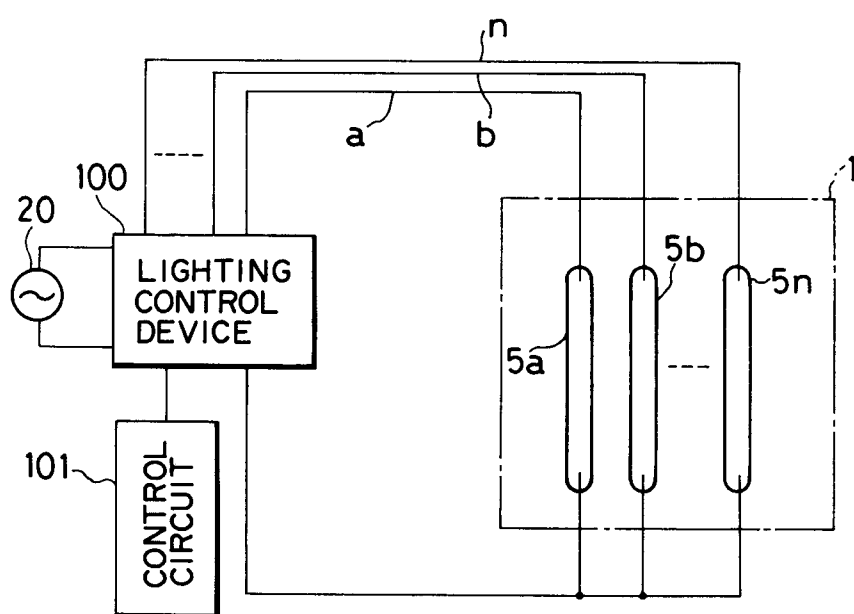 n
a
b
100
20
1
LIGHTING
CONTROL
DEVICE
5a
5b
5n
101
CONTROL
CIRCUIT